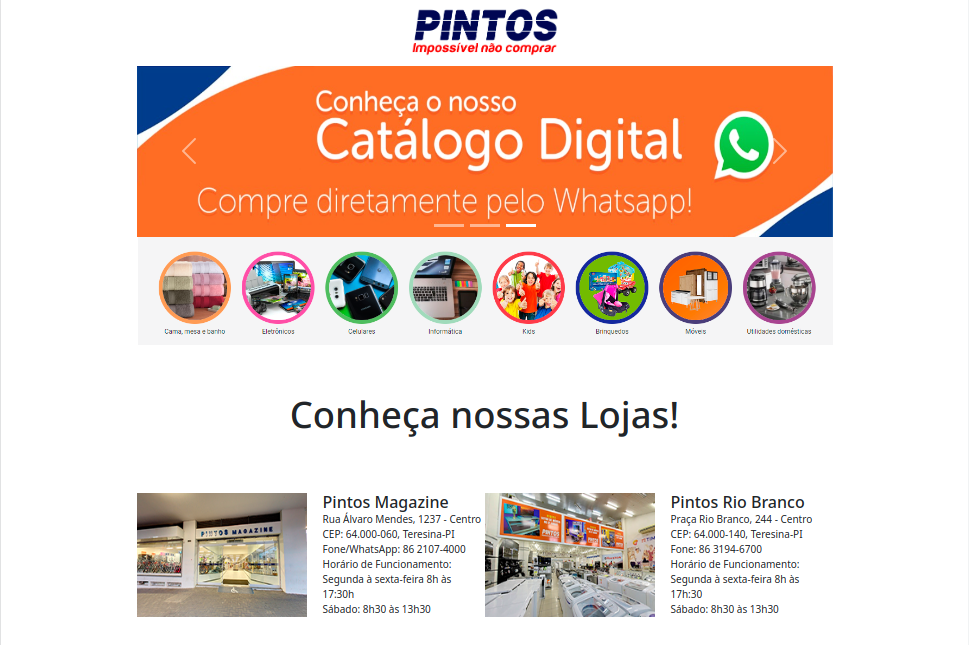 PINTOS
Impossível não comprar
Conheça o nosso
Catálogo Digital
Compre diretamente pelo Whatsapp!
Cama, mesa e banho
Eletrônicos
Celulares
Informática
Kids
Brinquedos
Móveis
Utilidades domésticas
Conheça nossas Lojas!
PINTOS MAGAZINE
Pintos Magazine
Rua Álvaro Mendes, 1237 - Centro
CEP: 64.000-060, Teresina-PI
Fone/WhatsApp: 86 2107-4000
Horário de Funcionamento:
Segunda à sexta-feira 8h às
17:30h
Sábado: 8h30 às 13h30
Pintos Rio Branco
Praça Rio Branco, 244 - Centro
CEP: 64.000-140, Teresina-PI
Fone: 86 3194-6700
Horário de Funcionamento:
Segunda à sexta-feira 8h às
17h:30
Sábado: 8h30 às 13h30